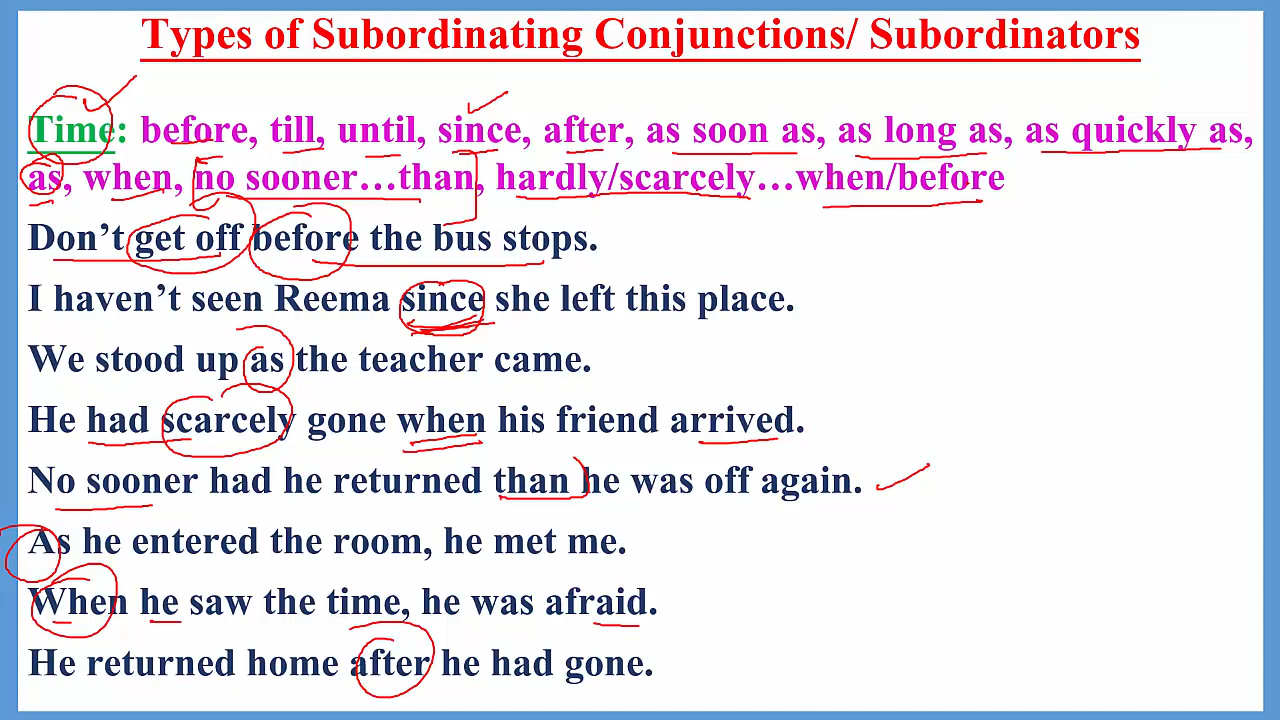 Types of Subordinating Conjunctions/ Subordinators
Time: before, till, until, since, after, as soon as, as long as, as quickly as,
as, when, no sooner…than, hardly/scarcely…when/before
Don’t get off before the bus stops.
I haven’t seen Reema since she left this place.
We stood up as the teacher came.
He had scarcely gone when his friend arrived.
No sooner had he returned than he was off again.
As he entered the room, he met me.
When he saw the time, he was afraid.
He returned home after he had gone.